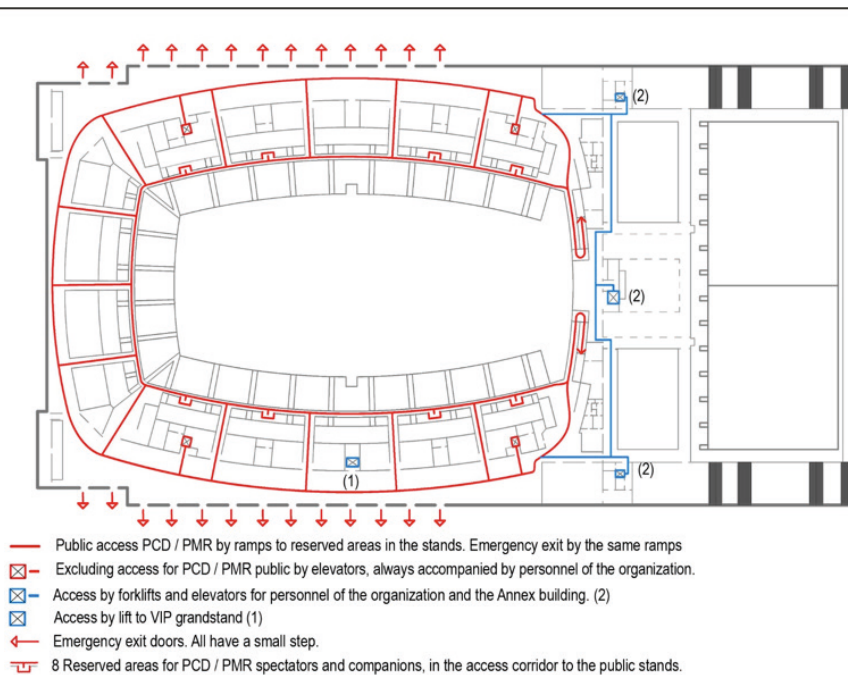 (2)
(2)
(1)
(2)
Public access PCD / PMR by ramps to reserved areas in the stands. Emergency exit by the same ramps
Excluding access for PCD / PMR public by elevators, always accompanied by personnel of the organization.
Access by forklifts and elevators for personnel of the organization and the Annex building. (2)
Access by lift to VIP grandstand (1)
Emergency exit doors. All have a small step.
8 Reserved areas for PCD / PMR spectators and companions, in the access corridor to the public stands.